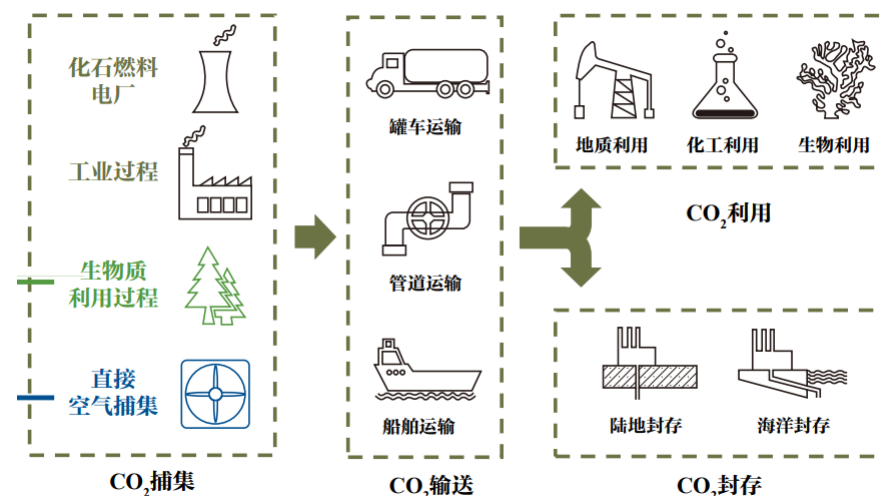 化石燃料
电厂
工业过程
生物质
利用过程
直接
空气捕集
CO₂捕集
罐车运输
管道运输
船舶运输
CO₂输送
地质利用
化工利用
生物利用
CO₂利用
陆地封存
海洋封存
CO₂封存